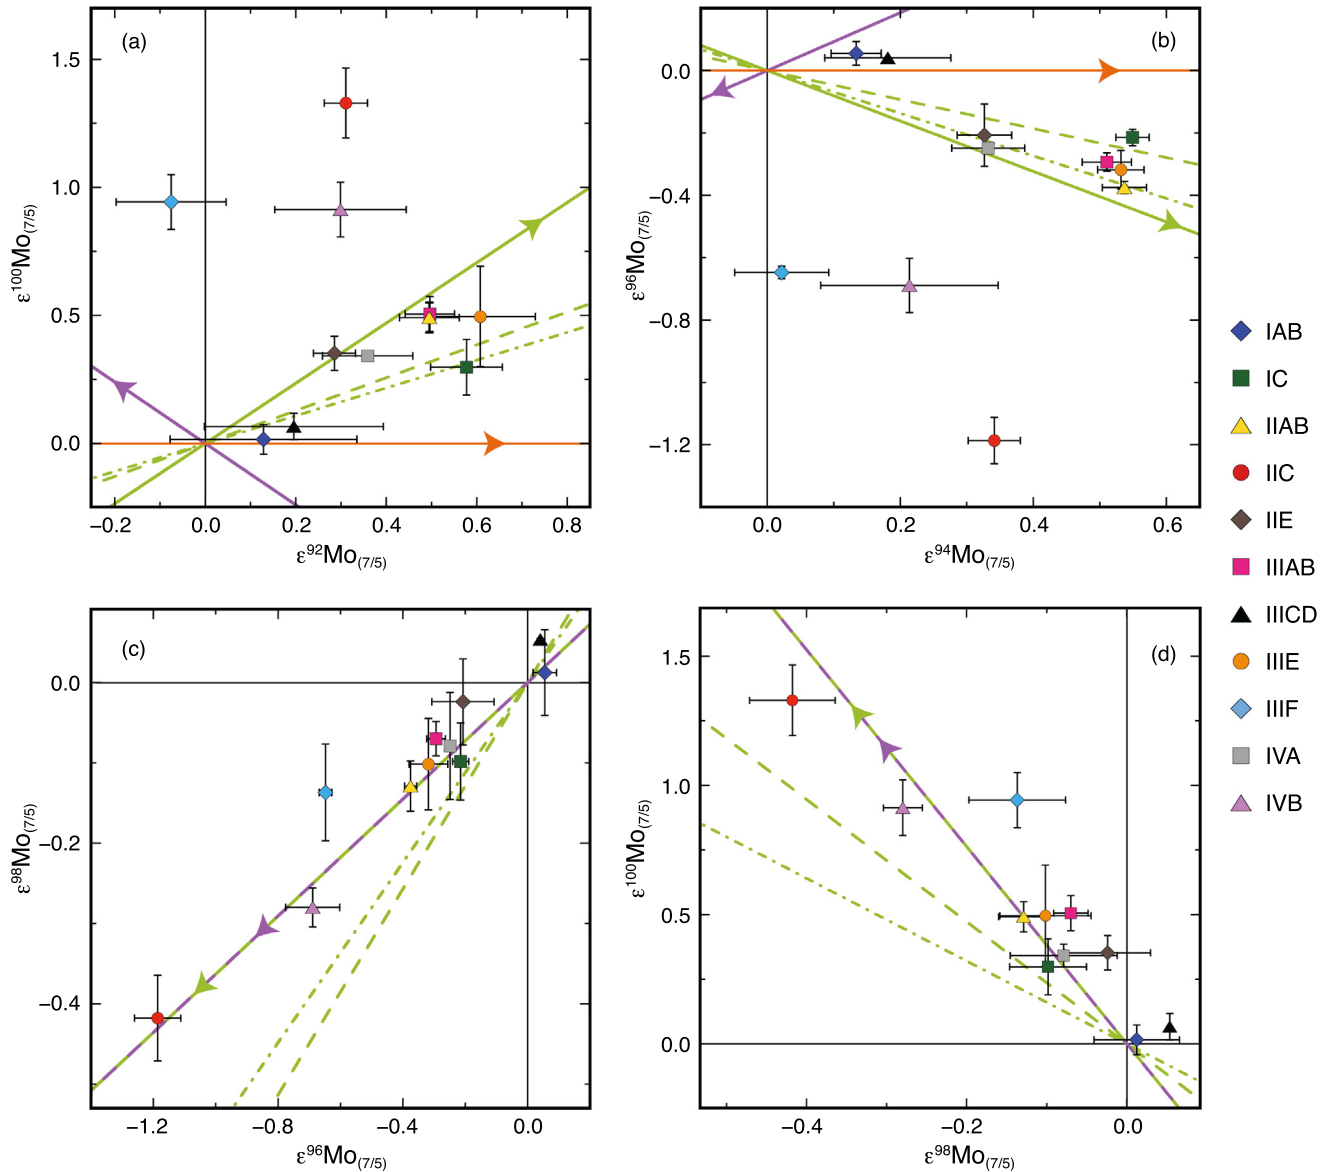 (a)
1.5
1.0
0.5
0.0
ε¹⁰⁰Mo(7/5)
−0.2 0.0 0.2 0.4 0.6 0.8
ε⁹²Mo(7/5)
(b)
0.0
−0.4
−0.8
−1.2
ε⁹⁶Mo(7/5)
0.0 0.2 0.4 0.6
ε⁹⁴Mo(7/5)
IAB
IC
IIAB
IIC
IIE
IIIAB
IIICD
IIIE
IIIF
IVA
IVB
(c)
0.0
−0.2
−0.4
ε⁹⁸Mo(7/5)
−1.2 −0.8 −0.4 0.0
ε⁹⁶Mo(7/5)
(d)
1.5
1.0
0.5
0.0
ε¹⁰⁰Mo(7/5)
−0.4 −0.2 0.0
ε⁹⁸Mo(7/5)